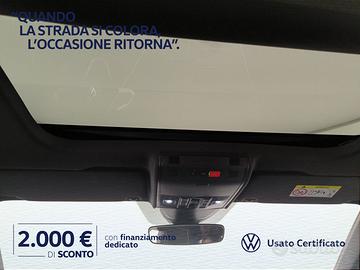 “QUANDO
LA STRADA SI COLORA,
L’OCCASIONE RITORNA”.
2.000 €
DI SCONTO
con finanziamento
dedicato
Usato Certificato